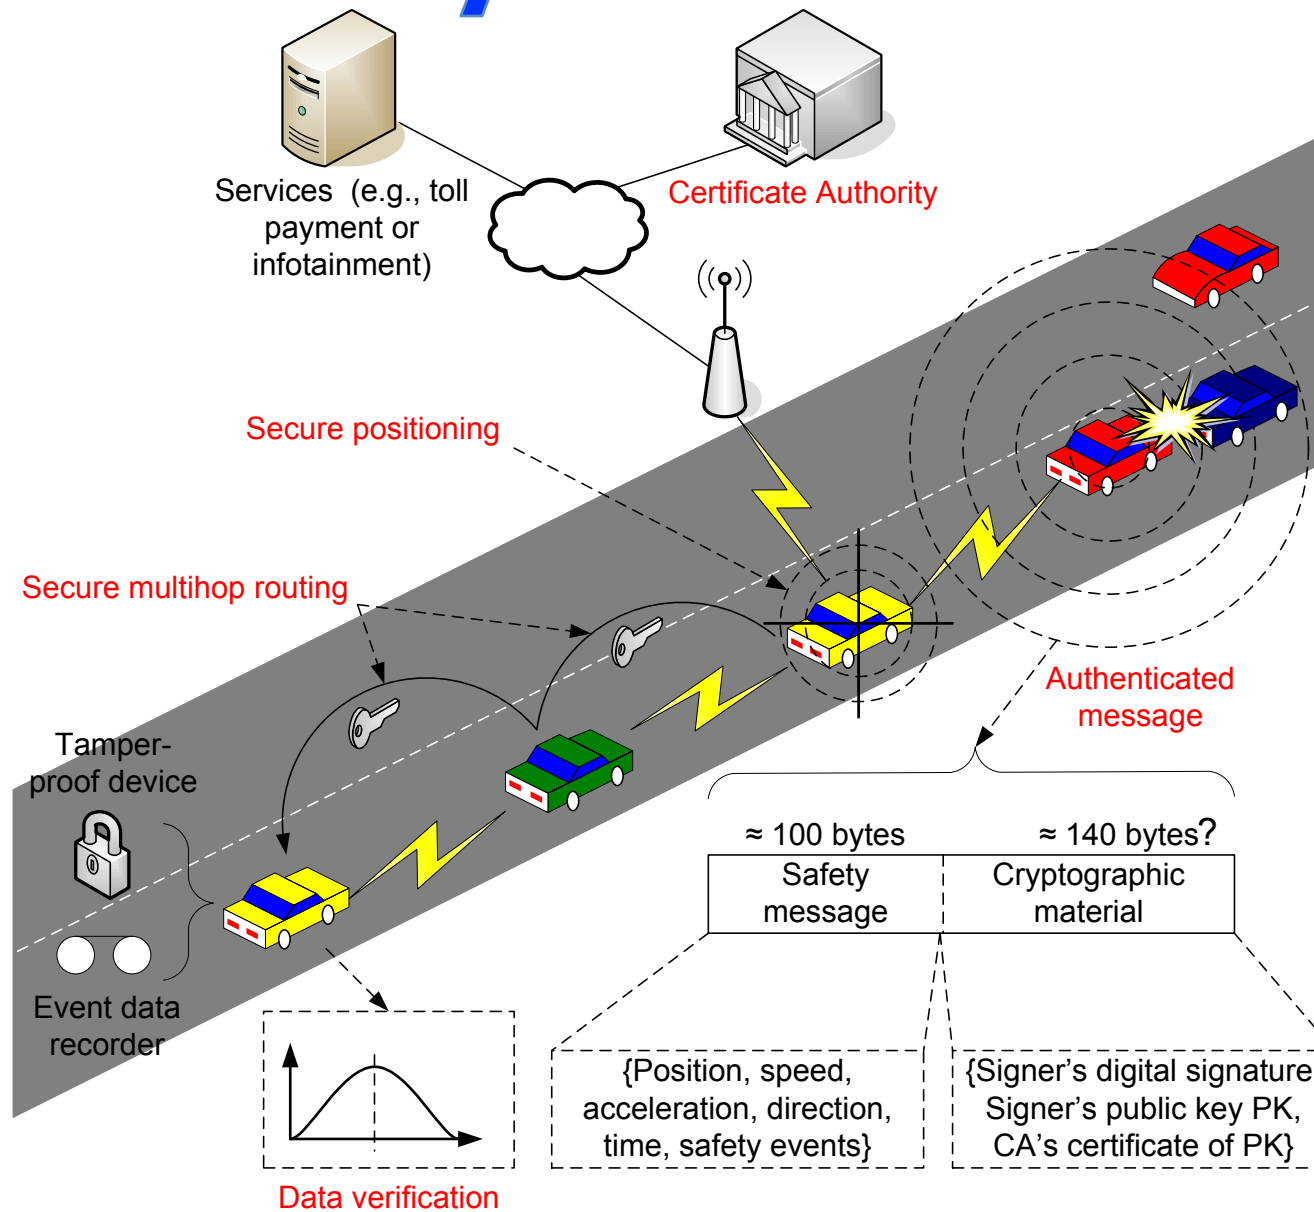 Services  (e.g., toll
payment or
infotainment)
Certificate Authority
Secure positioning
Secure multihop routing
Authenticated
message
Tamper-
proof device
≈ 100 bytes
≈ 140 bytes?
Safety
message
Cryptographic
material
Event data
recorder
{Position, speed,
acceleration, direction,
time, safety events}
{Signer’s digital signature
Signer’s public key PK,
CA’s certificate of PK}
Data verification